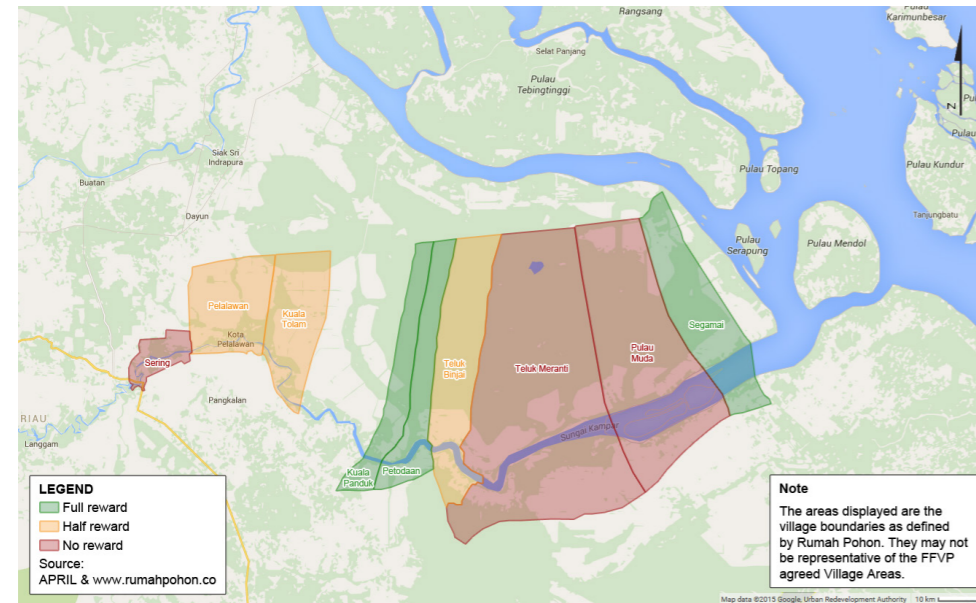 Rangsang
Pulau
Karimunbesar
Selat Panjang
Pulau
Tebingtinggi
N
Siak Sri
Indrapura
Buatan
Pulau Topang
Pulau Kundur
Dayun
Tanjungbatu
Pulau
Serapung
Pulau Mendol
Pelalawan
Kuala
Tolam
Segamai
Kota
Pelalawan
Pulau
Muda
Sering
Teluk
Binjai
Teluk Meranti
Pangkalan
RIAU
Langgam
Sungai Kampar
Kuala
Panduk
Petodaan
LEGEND
Full reward
Half reward
No reward
Source:
APRIL & www.rumahpohon.co
Note
The areas displayed are the
village boundaries as defined
by Rumah Pohon. They may not
be representative of the FFVP
agreed Village Areas.
Map data ©2015 Google, Urban Redevelopment Authority 10 km